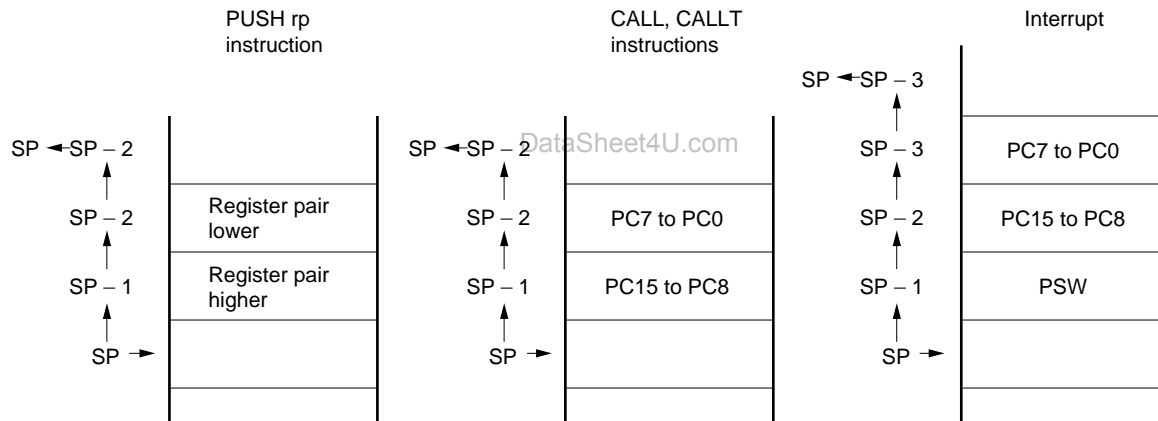 PUSH rp
instruction
SP SP – 2
SP – 2
Register pair
lower
SP – 1
Register pair
higher
SP
CALL, CALLT
instructions
DataSheet4U.com
SP SP – 2
SP – 2
PC7 to PC0
SP – 1
PC15 to PC8
SP
Interrupt
SP SP – 3
SP – 3
PC7 to PC0
SP – 2
PC15 to PC8
SP – 1
PSW
SP